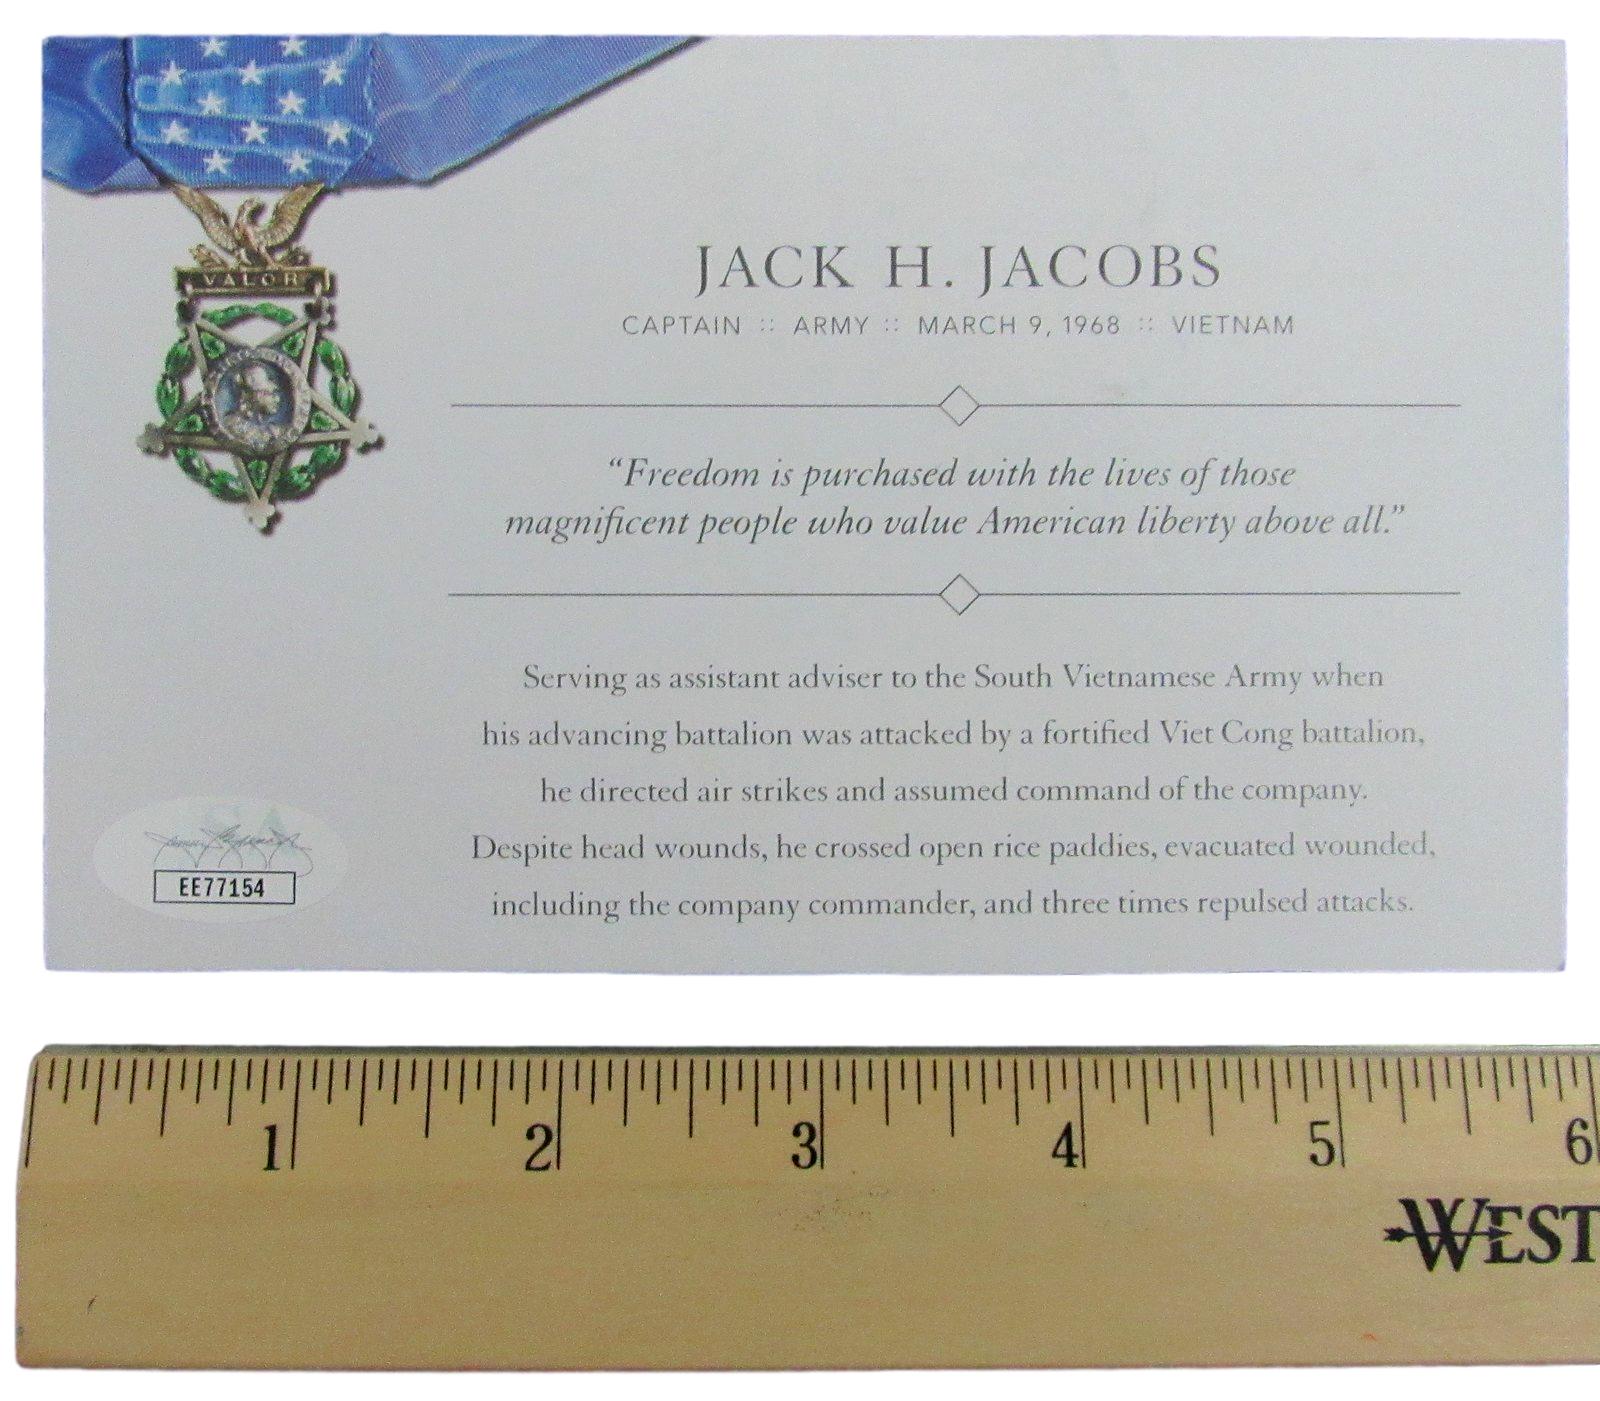 VALOR
JACK H. JACOBS
CAPTAIN :: ARMY :: MARCH 9, 1968 :: VIETNAM
“Freedom is purchased with the lives of those
magnificent people who value American liberty above all.”
Serving as assistant adviser to the South Vietnamese Army when
his advancing battalion was attacked by a fortified Viet Cong battalion,
he directed air strikes and assumed command of the company.
Despite head wounds, he crossed open rice paddies, evacuated wounded,
including the company commander, and three times repulsed attacks.
EE77154
1 2 3 4 5 6
WEST